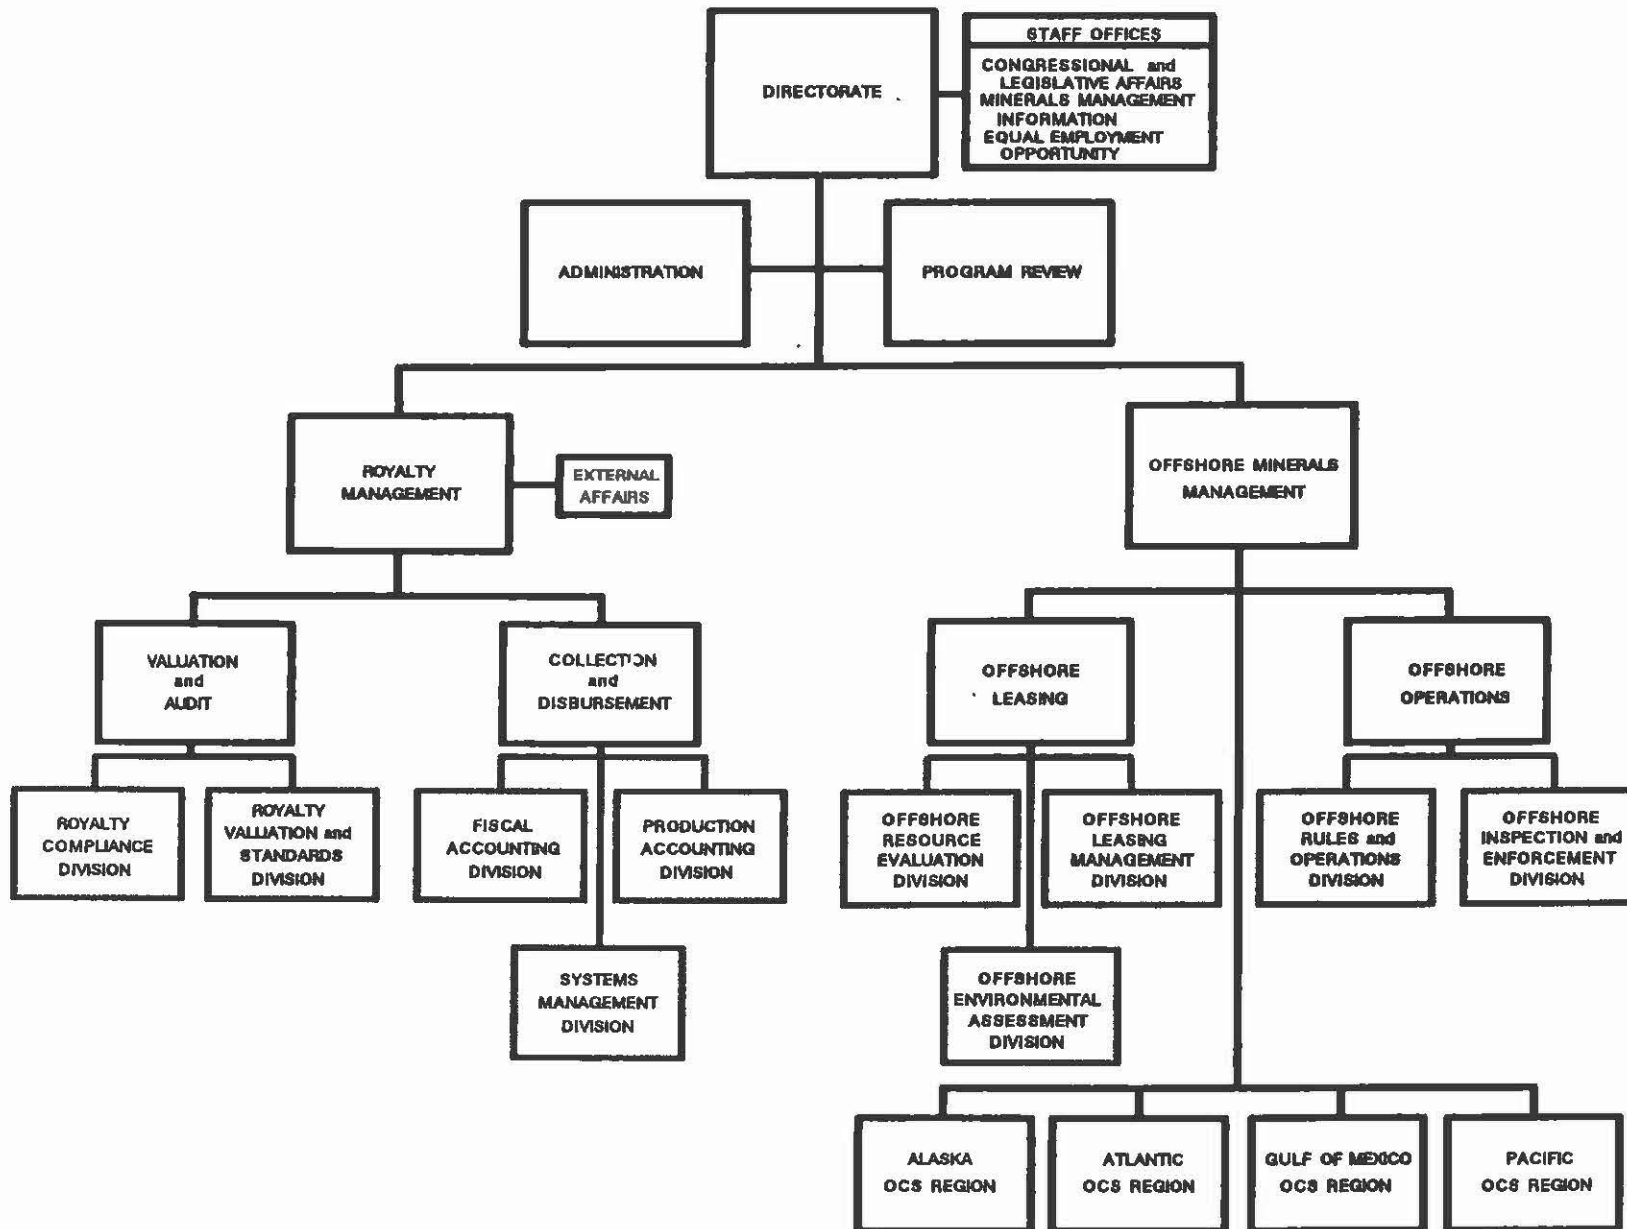 DIRECTORATE
STAFF OFFICES
CONGRESSIONAL and
LEGISLATIVE AFFAIRS
MINERALS MANAGEMENT
INFORMATION
EQUAL EMPLOYMENT
OPPORTUNITY
ADMINISTRATION
PROGRAM REVIEW
ROYALTY
MANAGEMENT
EXTERNAL
AFFAIRS
OFFSHORE MINERALS
MANAGEMENT
VALUATION
and
AUDIT
COLLECTION
and
DISBURSEMENT
OFFSHORE
LEASING
OFFSHORE
OPERATIONS
ROYALTY
COMPLIANCE
DIVISION
ROYALTY
VALUATION and
STANDARDS
DIVISION
FISCAL
ACCOUNTING
DIVISION
PRODUCTION
ACCOUNTING
DIVISION
OFFSHORE
RESOURCE
EVALUATION
DIVISION
OFFSHORE
LEASING
MANAGEMENT
DIVISION
OFFSHORE
RULES and
OPERATIONS
DIVISION
OFFSHORE
INSPECTION and
ENFORCEMENT
DIVISION
SYSTEMS
MANAGEMENT
DIVISION
OFFSHORE
ENVIRONMENTAL
ASSESSMENT
DIVISION
ALASKA
OCS REGION
ATLANTIC
OCS REGION
GULF OF MEXICO
OCS REGION
PACIFIC
OCS REGION